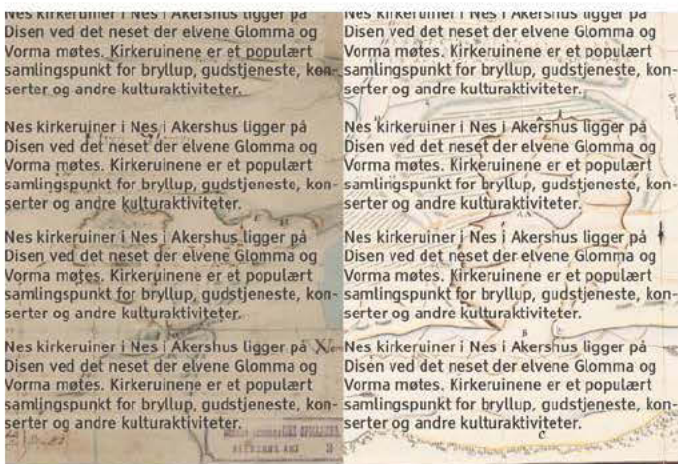 Nes kirkeruiner i Nes i Akershus ligger på
Disen ved det neset der elvene Glomma og
Vorma møtes. Kirkeruinene er et populært
samlingspunkt for bryllup, gudstjeneste, kon-
serter og andre kulturaktiviteter.
Nes kirkeruiner i Nes i Akershus ligger på
Disen ved det neset der elvene Glomma og
Vorma møtes. Kirkeruinene er et populært
samlingspunkt for bryllup, gudstjeneste, kon-
serter og andre kulturaktiviteter.
Nes kirkeruiner i Nes i Akershus ligger på
Disen ved det neset der elvene Glomma og
Vorma møtes. Kirkeruinene er et populært
samlingspunkt for bryllup, gudstjeneste, kon-
serter og andre kulturaktiviteter.
Nes kirkeruiner i Nes i Akershus ligger på
Disen ved det neset der elvene Glomma og
Vorma møtes. Kirkeruinene er et populært
samlingspunkt for bryllup, gudstjeneste, kon-
serter og andre kulturaktiviteter.
Nes kirkeruiner i Nes i Akershus ligger på
Disen ved det neset der elvene Glomma og
Vorma møtes. Kirkeruinene er et populært
samlingspunkt for bryllup, gudstjeneste, kon-
serter og andre kulturaktiviteter.
Nes kirkeruiner i Nes i Akershus ligger på
Disen ved det neset der elvene Glomma og
Vorma møtes. Kirkeruinene er et populært
samlingspunkt for bryllup, gudstjeneste, kon-
serter og andre kulturaktiviteter.
Nes kirkeruiner i Nes i Akershus ligger på
Disen ved det neset der elvene Glomma og
Vorma møtes. Kirkeruinene er et populært
samlingspunkt for bryllup, gudstjeneste, kon-
serter og andre kulturaktiviteter.
Nes kirkeruiner i Nes i Akershus ligger på
Disen ved det neset der elvene Glomma og
Vorma møtes. Kirkeruinene er et populært
samlingspunkt for bryllup, gudstjeneste, kon-
serter og andre kulturaktiviteter.